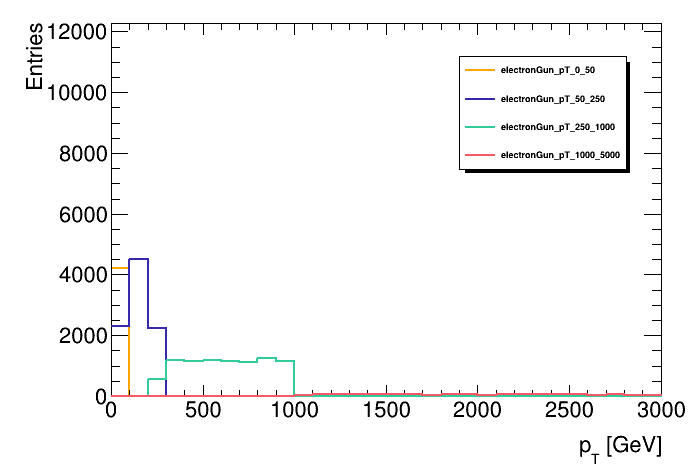 Entries
12000
10000
8000
6000
4000
2000
0
electronGun_pT_0_50
electronGun_pT_50_250
electronGun_pT_250_1000
electronGun_pT_1000_5000
0 500 1000 1500 2000 2500 3000
p_T [GeV]